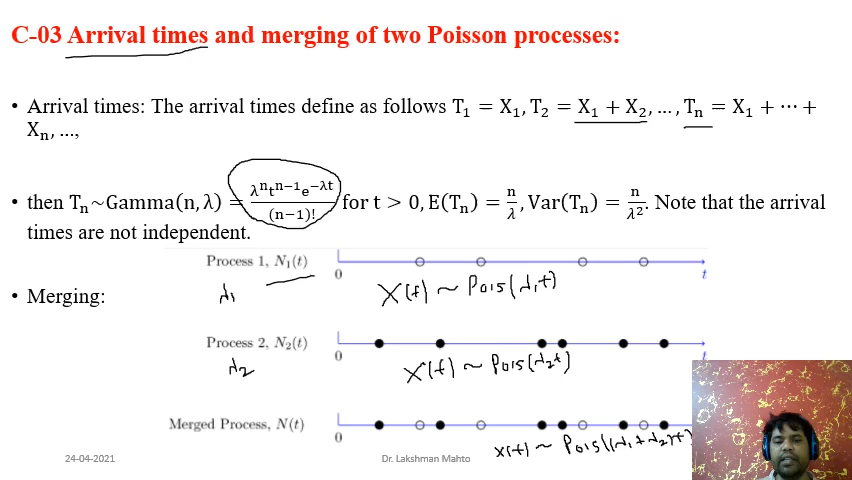 C-03 Arrival times and merging of two Poisson processes:
• Arrival times: The arrival times define as follows T₁ = X₁, T₂ = X₁ + X₂, …, Tₙ = X₁ + ⋯ +
Xₙ, …,
• then Tₙ~Gamma(n, λ) = λⁿtⁿ⁻¹e⁻λt / (n−1)! for t > 0, E(Tₙ) = n/λ, Var(Tₙ) = n/λ². Note that the arrival
times are not independent.
Process 1, N₁(t)
0
t
• Merging:
λ₁
X(t) ~ Pois(λ₁t)
Process 2, N₂(t)
0
t
λ₂
X(t) ~ Pois(λ₂t)
Merged Process, N(t)
0
X(t) ~ Pois((λ₁+λ₂)t)
24-04-2021
Dr. Lakshman Mahto